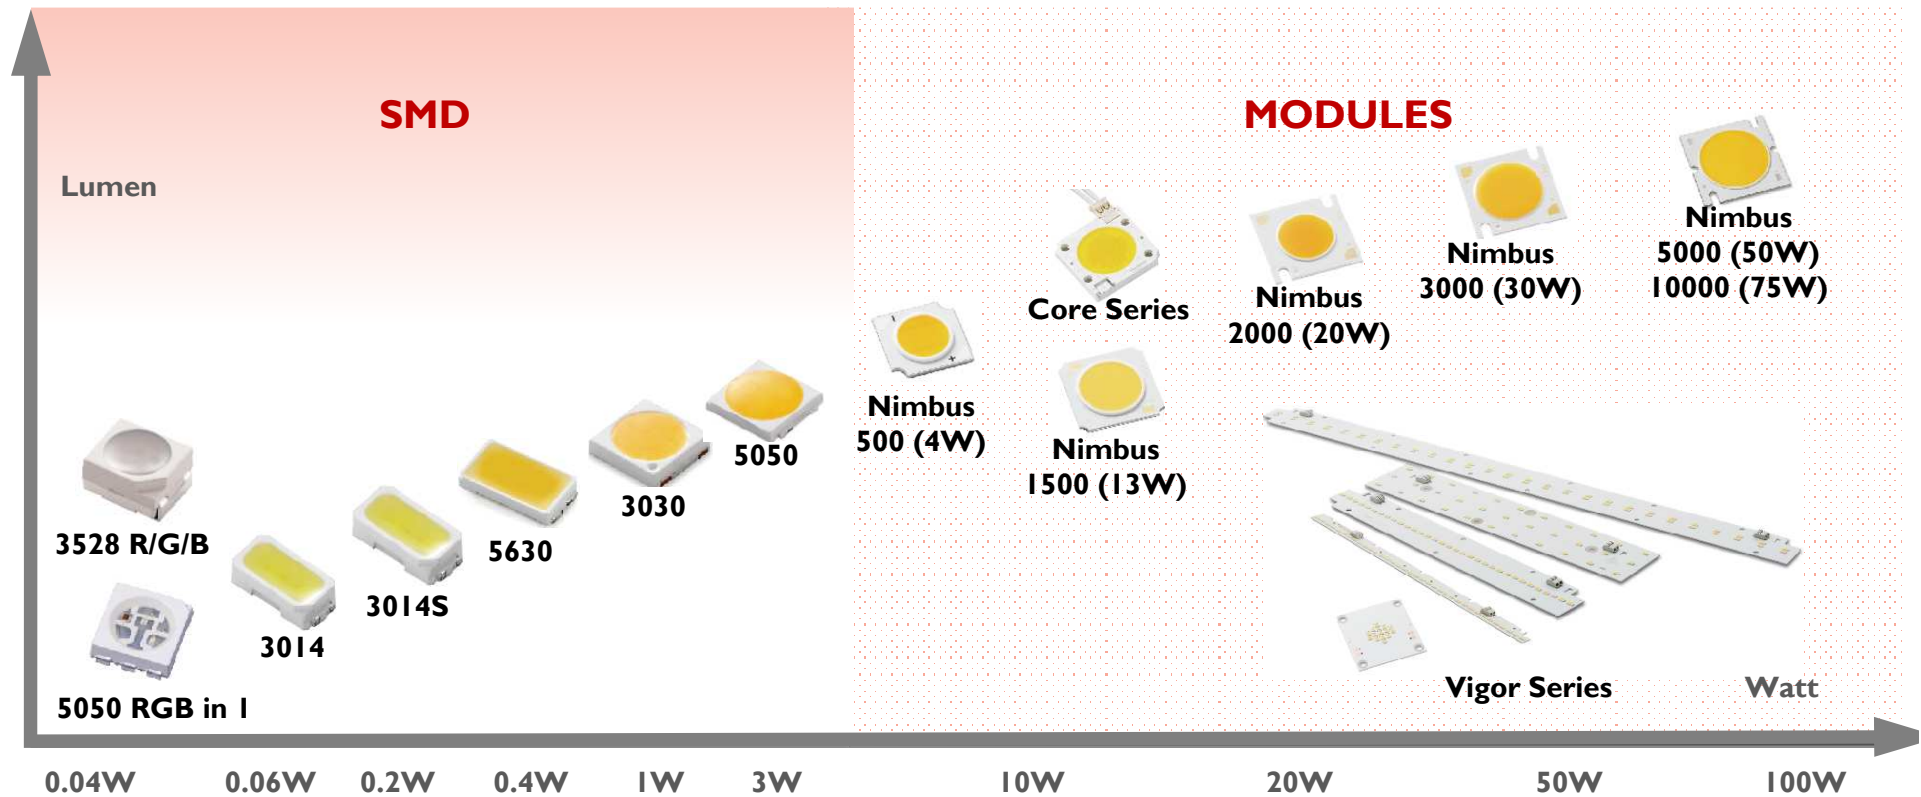 SMD
MODULES
Lumen
Nimbus
5000 (50W)
10000 (75W)
Nimbus
3000 (30W)
Core Series
Nimbus
2000 (20W)
Nimbus
500 (4W)
Nimbus
1500 (13W)
5050
3030
5630
3528 R/G/B
3014S
3014
5050 RGB in 1
Vigor Series
Watt
0.04W
0.06W
0.2W
0.4W
1W
3W
10W
20W
50W
100W